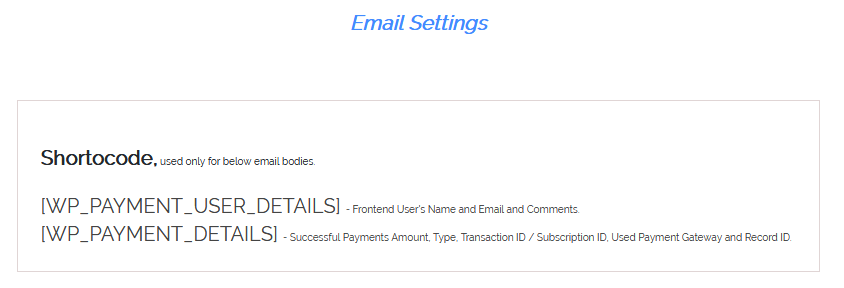 Email Settings
Shortocode, used only for below email bodies.
[WP_PAYMENT_USER_DETAILS] - Frontend User's Name and Email and Comments.
[WP_PAYMENT_DETAILS] - Successful Payments Amount, Type, Transaction ID / Subscription ID, Used Payment Gateway and Record ID.